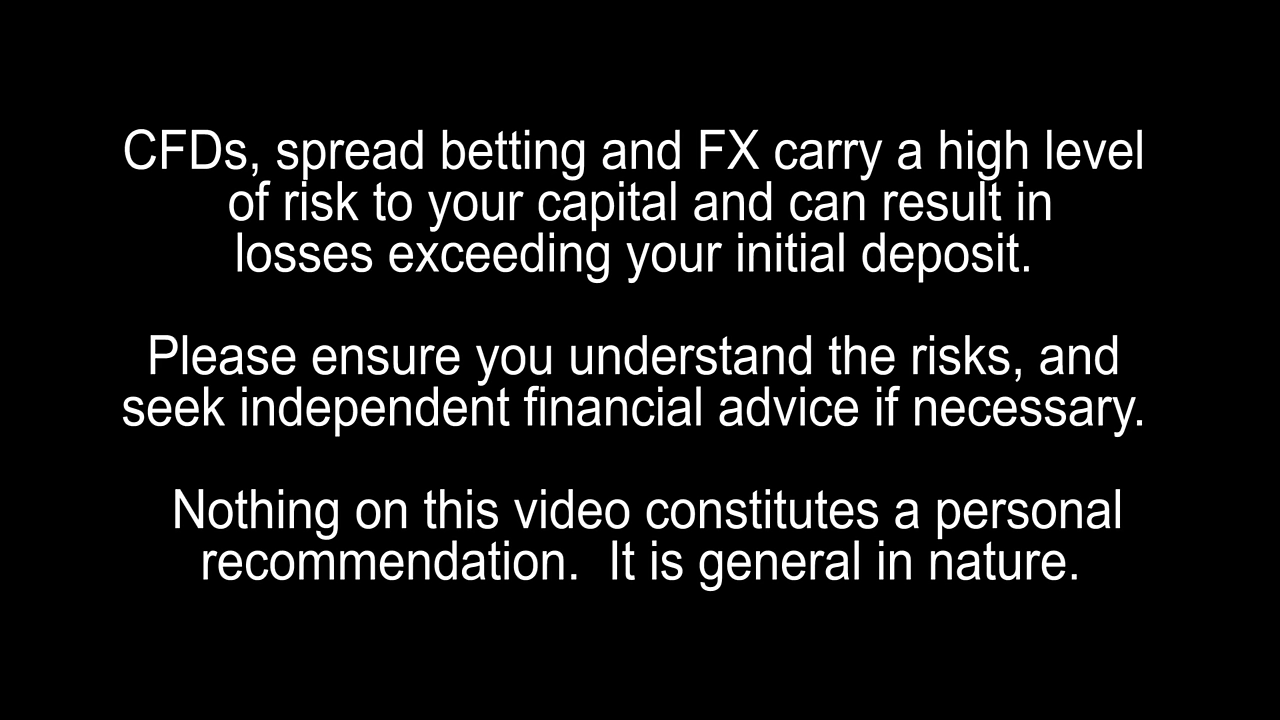 CFDs, spread betting and FX carry a high level
of risk to your capital and can result in
losses exceeding your initial deposit.
Please ensure you understand the risks, and
seek independent financial advice if necessary.
Nothing on this video constitutes a personal
recommendation.  It is general in nature.